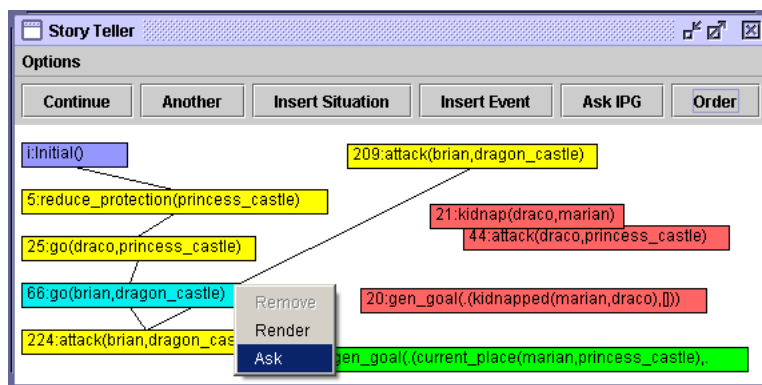 Story Teller
Options
Continue Another Insert Situation Insert Event Ask IPG Order
i:Initial()
209:attack(brian,dragon_castle)
5:reduce_protection(princess_castle)
21:kidnap(draco,marian)
44:attack(draco,princess_castle)
25:go(draco,princess_castle)
66:go(brian,dragon_castle)
Remove
20:gen_goal(.(kidnapped(marian,draco),[]))
Render
224:attack(brian,dragon_cas
Ask
gen_goal(.(current_place(marian,princess_castle),.